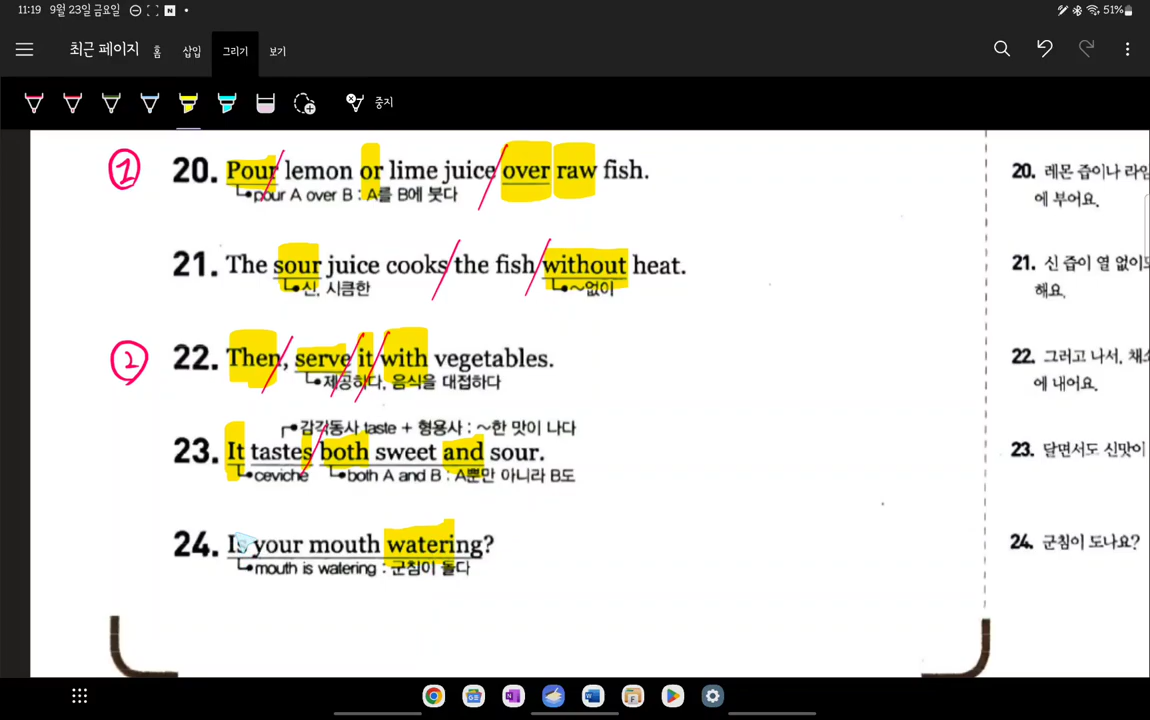 11:19 9월 23일 금요일 N
51%
최근 페이지 홈 삽입 그리기 보기
중지
① 20. Pour lemon or lime juice over raw fish.
pour A over B : A를 B에 붓다
21. The sour juice cooks the fish without heat.
신, 시큼한
~없이
② 22. Then, serve it with vegetables.
제공하다, 음식을 대접하다
감각동사 taste + 형용사 : ~한 맛이 나다
23. It tastes both sweet and sour.
ceviche
both A and B : A뿐만 아니라 B도
24. Is your mouth watering?
mouth is watering : 군침이 돌다
20. 레몬 즙이나 라임
에 부어요.
21. 신 즙이 열 없이도
해요.
22. 그러고 나서, 채소
에 내어요.
23. 달면서도 신맛이
24. 군침이 도나요?